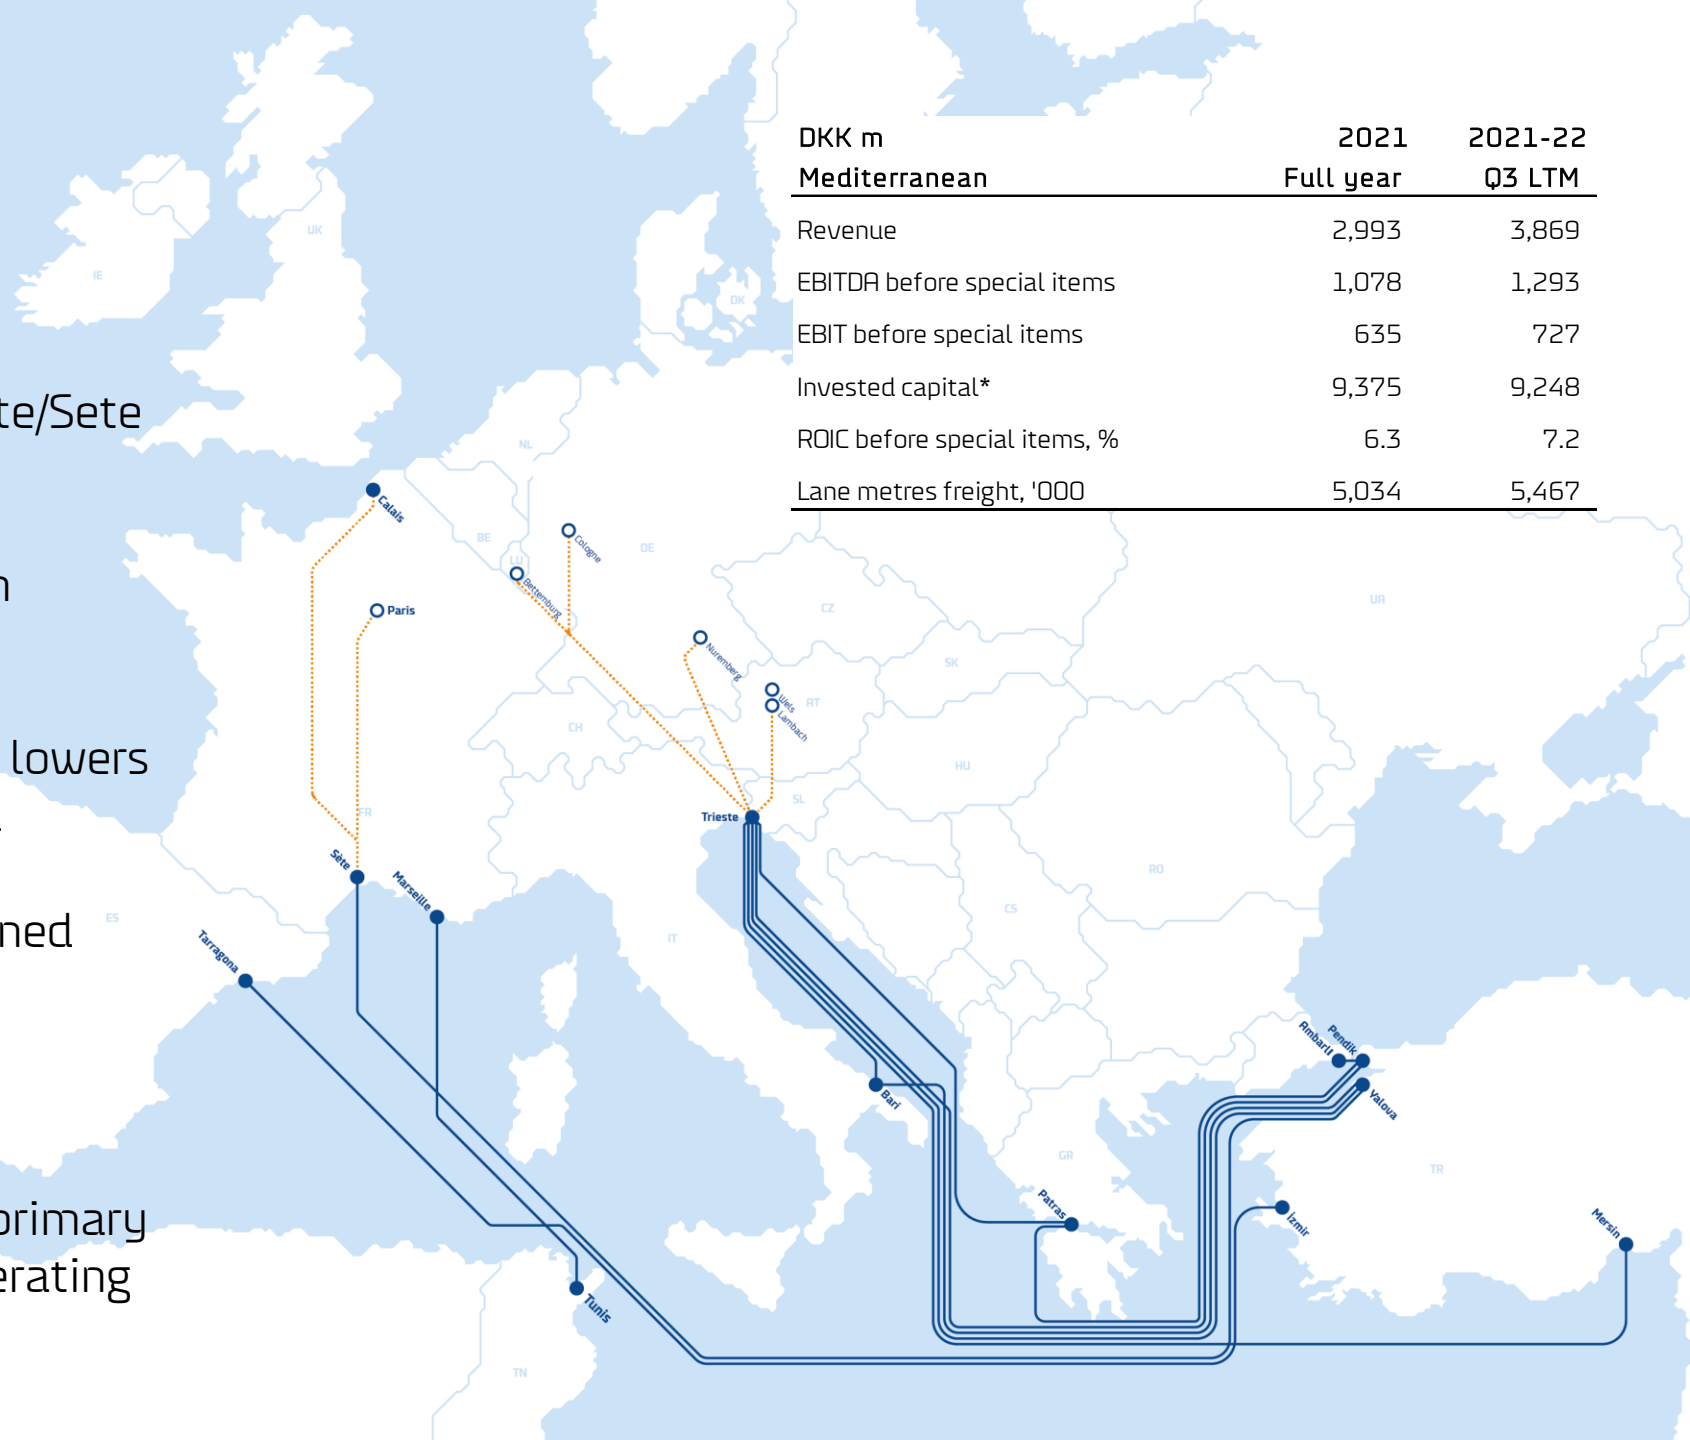 te/Sete
n
lowers
ned
primary
erating
DKK m 2021 2021-22
Mediterranean Full year Q3 LTM
Revenue 2,993 3,869
EBITDA before special items 1,078 1,293
EBIT before special items 635 727
Invested capital* 9,375 9,248
ROIC before special items, % 6.3 7.2
Lane metres freight, '000 5,034 5,467
UK
IE
DK
NL
Calais
BE
Cologne
DE
LU
Bettemburg
Paris
CZ
UA
Nuremberg
SK
Wels
AT
Lambach
CH
HU
SL
FR
Trieste
Sète
Marseille
RO
CS
ES
IT
Tarragona
Ambarlı
Pendik
Bari
Yalova
GR
TR
Patras
İzmir
Mersin
Tunis
TN